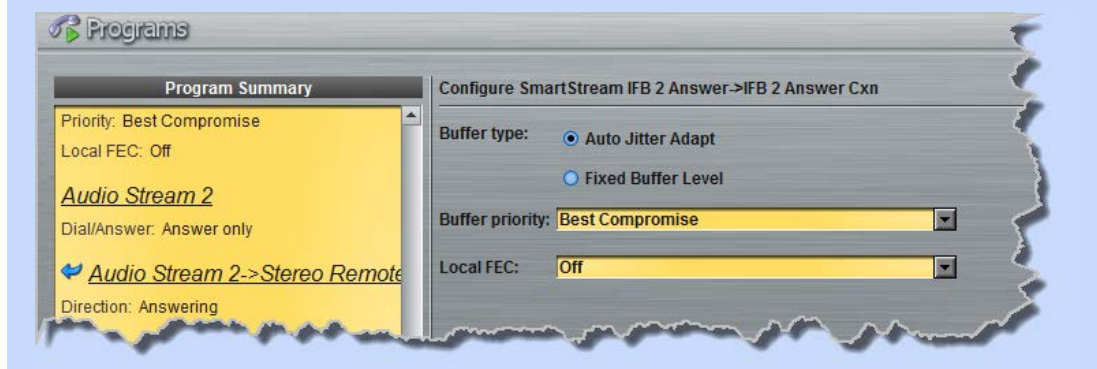 Programs
Program Summary
Priority: Best Compromise
Local FEC: Off
Audio Stream 2
Dial/Answer: Answer only
Audio Stream 2->Stereo Remote
Direction: Answering
Configure SmartStream IFB 2 Answer->IFB 2 Answer Cxn
Buffer type:
Auto Jitter Adapt
Fixed Buffer Level
Buffer priority: Best Compromise
Local FEC: Off